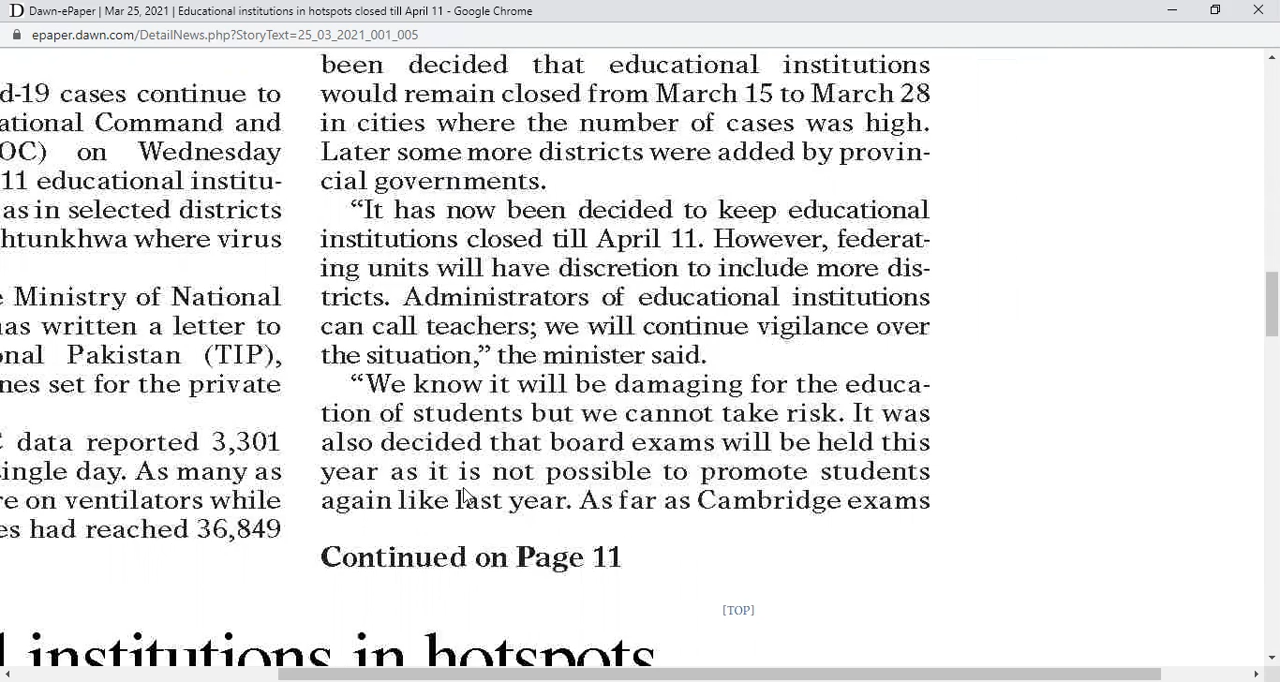 Dawn-ePaper | Mar 25, 2021 | Educational institutions in hotspots closed till April 11 - Google Chrome
epaper.dawn.com/DetailNews.php?StoryText=25_03_2021_001_005
d-19 cases continue to
ational Command and
OC) on Wednesday
11 educational institu-
as in selected districts
htunkhwa where virus
e Ministry of National
has written a letter to
onal Pakistan (TIP),
nes set for the private
C data reported 3,301
single day. As many as
re on ventilators while
es had reached 36,849
been decided that educational institutions
would remain closed from March 15 to March 28
in cities where the number of cases was high.
Later some more districts were added by provin-
cial governments.
“It has now been decided to keep educational
institutions closed till April 11. However, federat-
ing units will have discretion to include more dis-
tricts. Administrators of educational institutions
can call teachers; we will continue vigilance over
the situation,” the minister said.
“We know it will be damaging for the educa-
tion of students but we cannot take risk. It was
also decided that board exams will be held this
year as it is not possible to promote students
again like last year. As far as Cambridge exams
Continued on Page 11
[TOP]
l institutions in hotspots